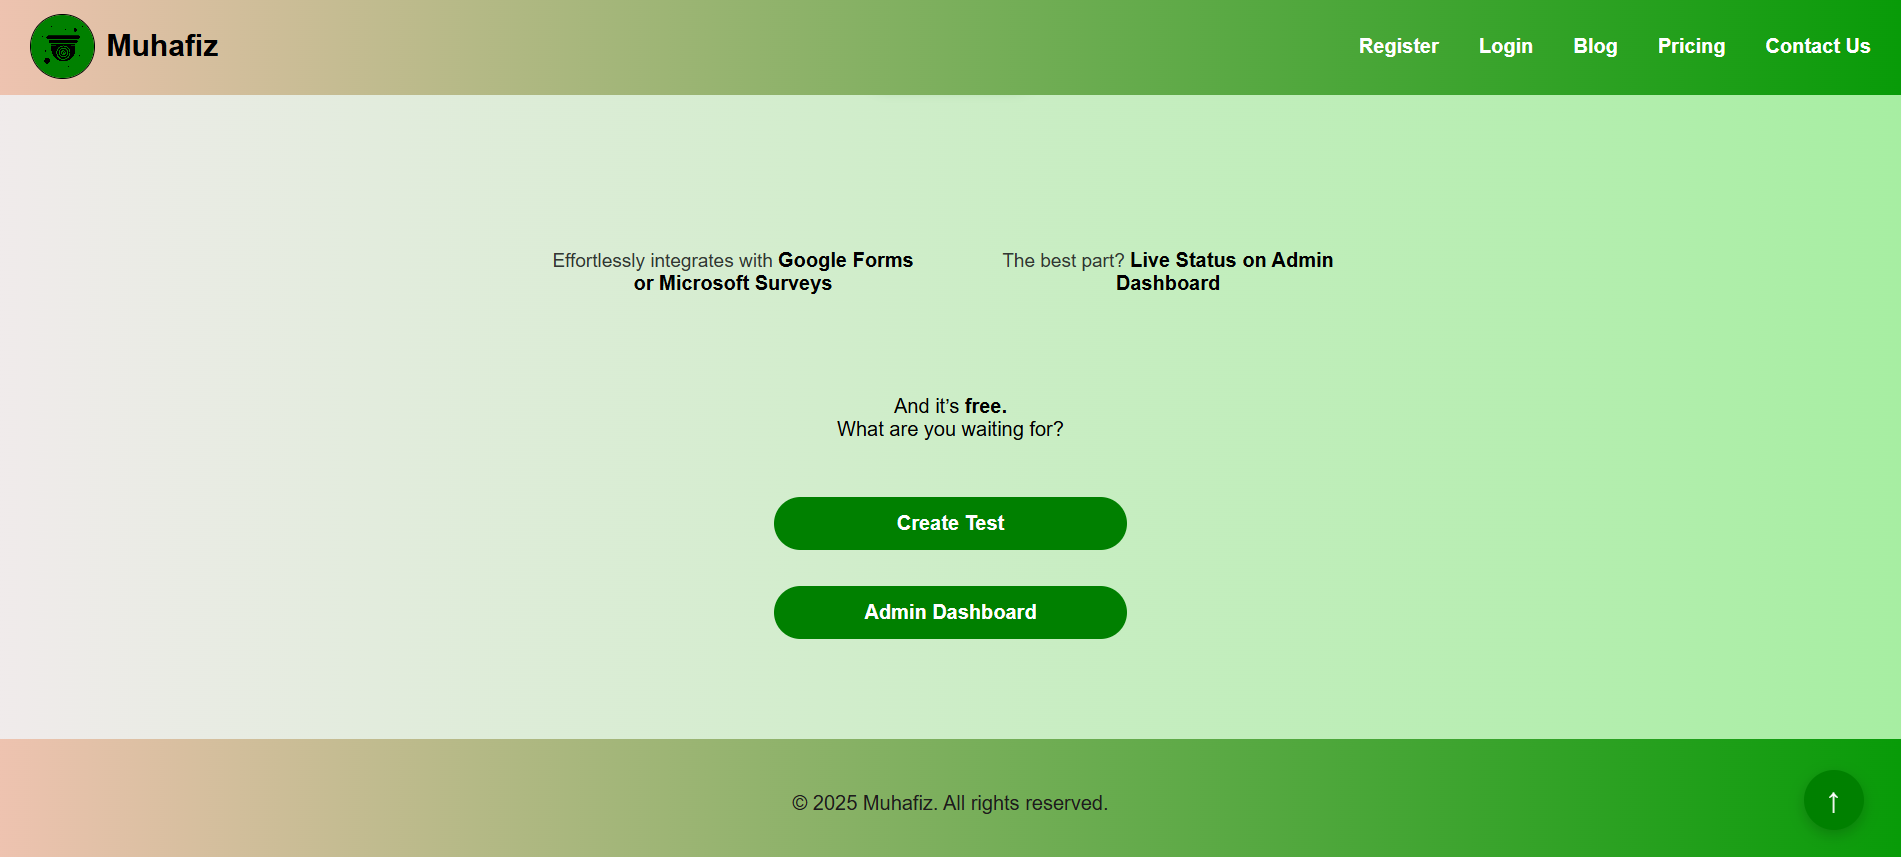 Muhafiz
Register Login Blog Pricing Contact Us
Effortlessly integrates with Google Forms
or Microsoft Surveys
The best part? Live Status on Admin
Dashboard
And it’s free.
What are you waiting for?
Create Test
Admin Dashboard
© 2025 Muhafiz. All rights reserved.
↑